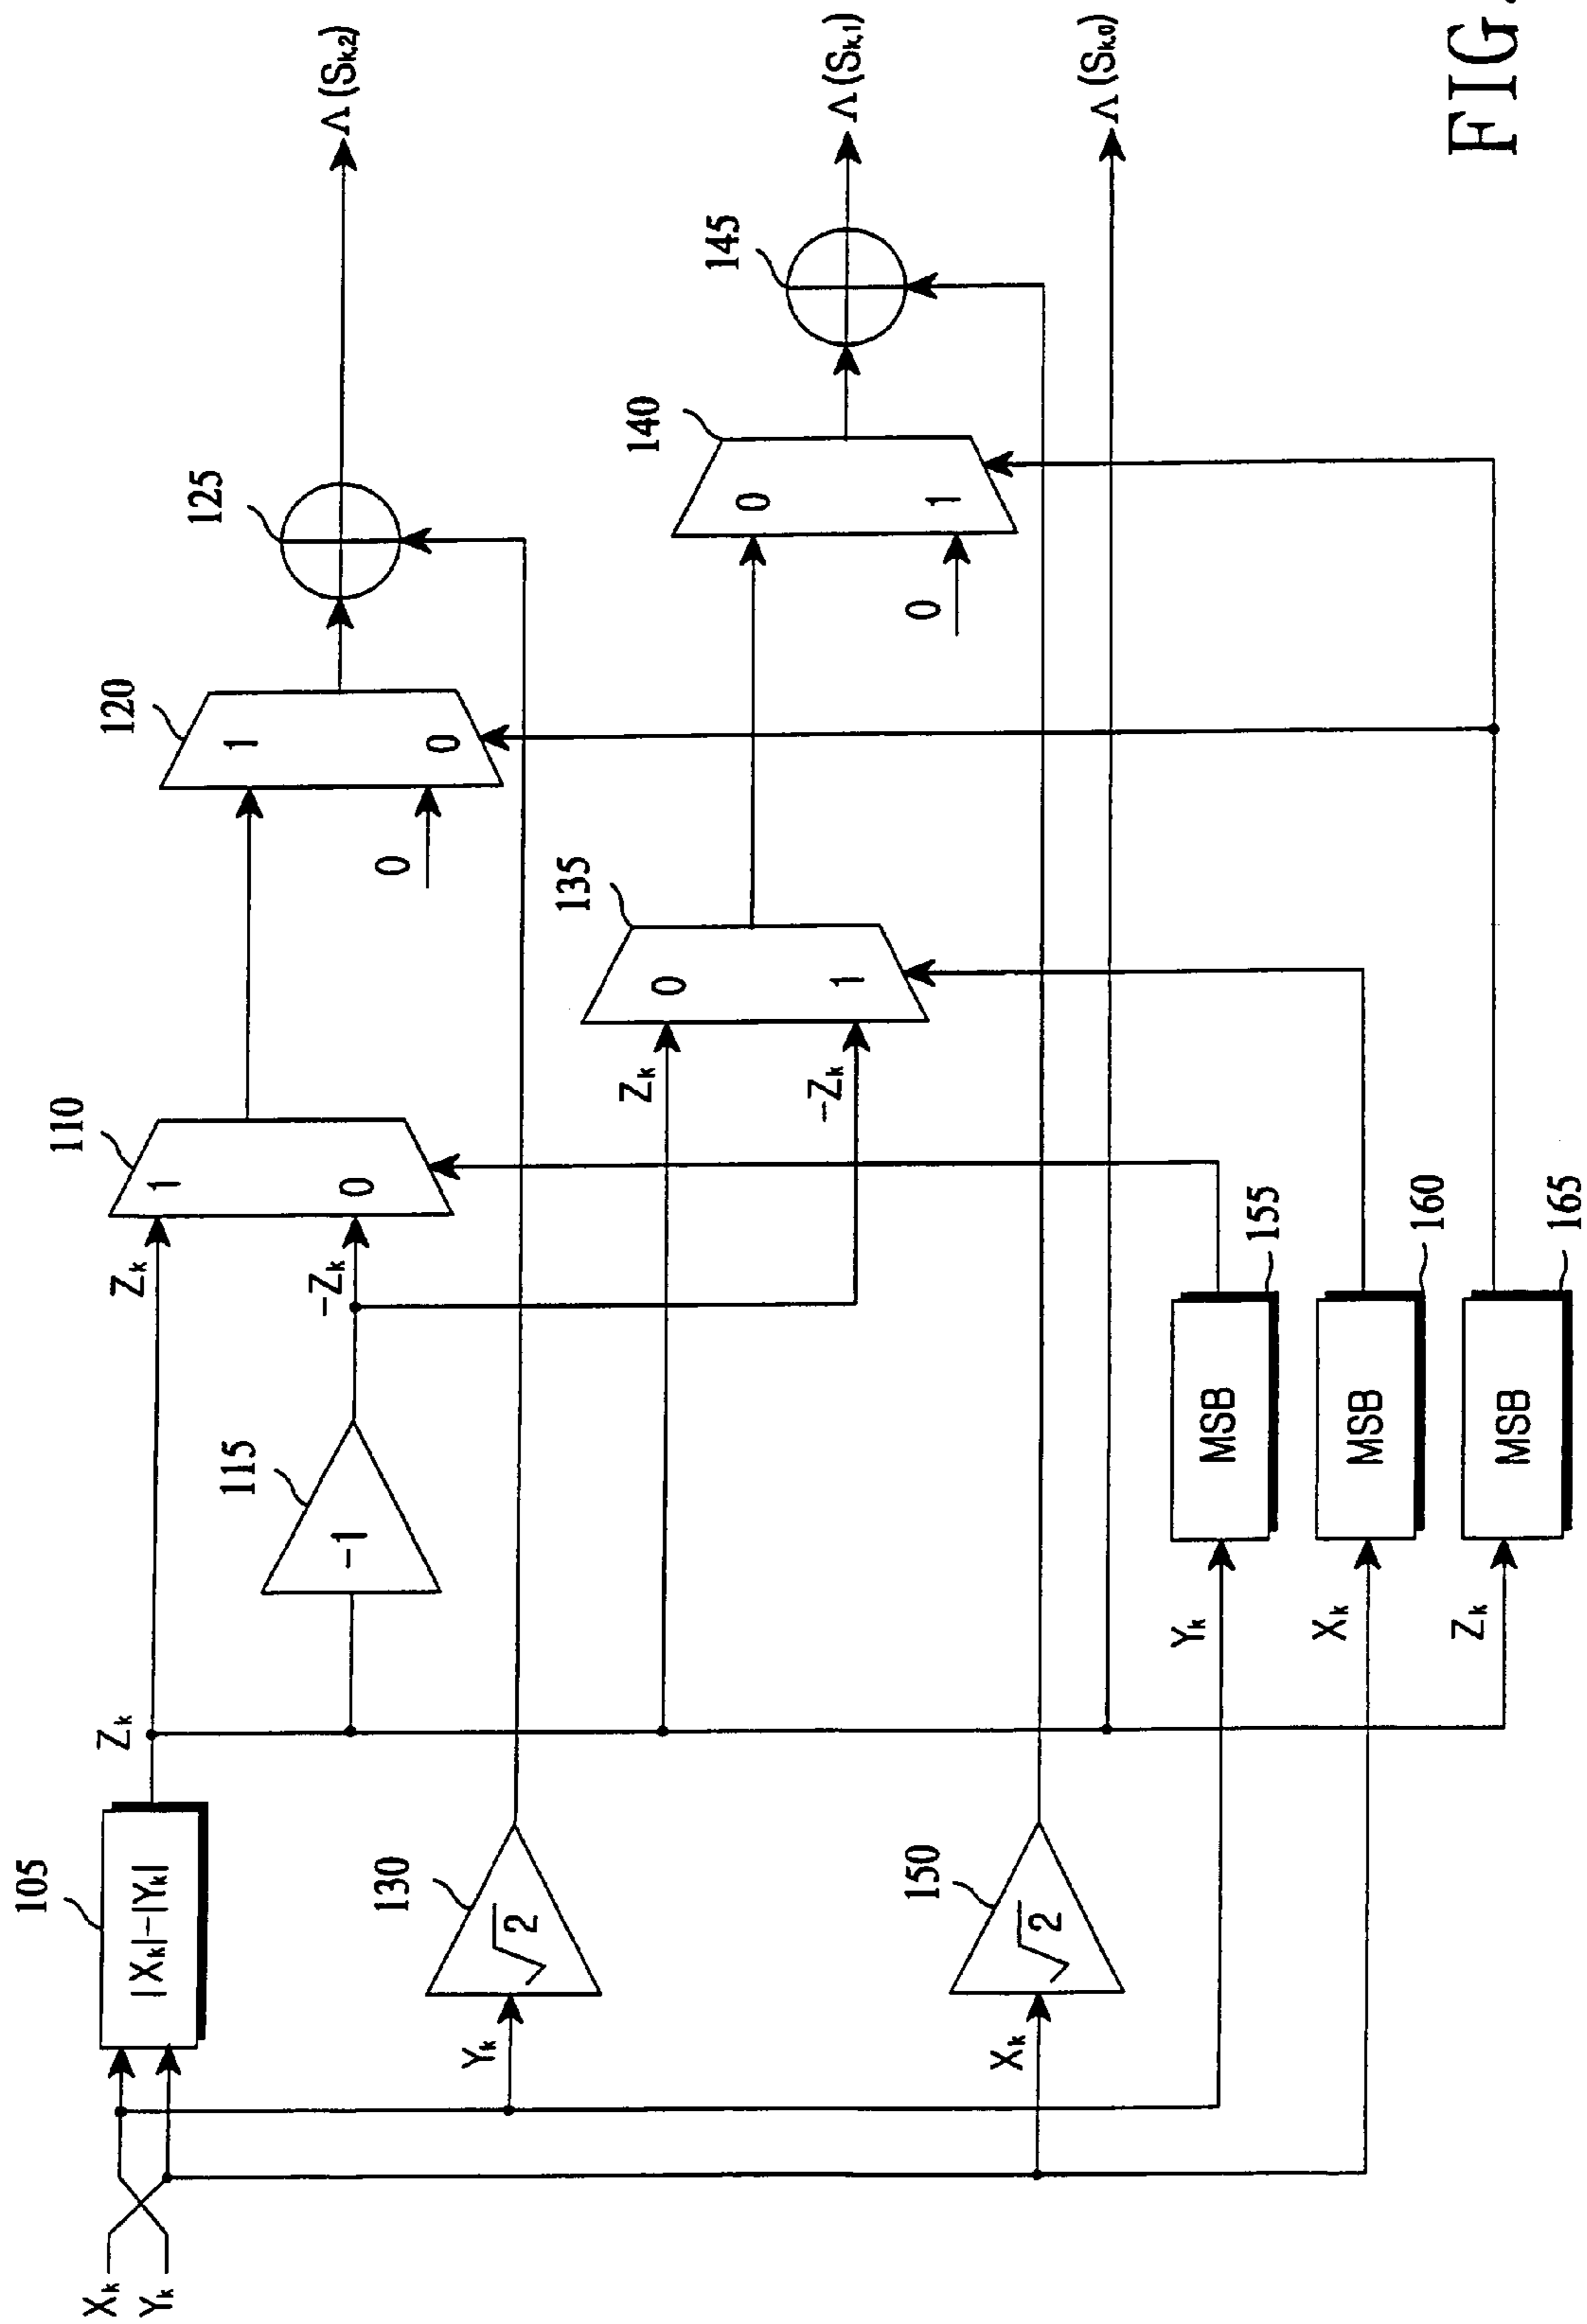 Xₖ
Yₖ
105
|Xₖ|-|Yₖ|
Zₖ
Zₖ
110
1
0
-Zₖ
115
-1
120
1
0
0
125
Λ(Sₖ,₂)
130
√2
Yₖ
135
0
1
Zₖ
-Zₖ
140
0
1
0
145
Λ(Sₖ,₁)
150
√2
Xₖ
Λ(Sₖ,₀)
Yₖ
MSB
155
Xₖ
MSB
160
Zₖ
MSB
165
FIG.